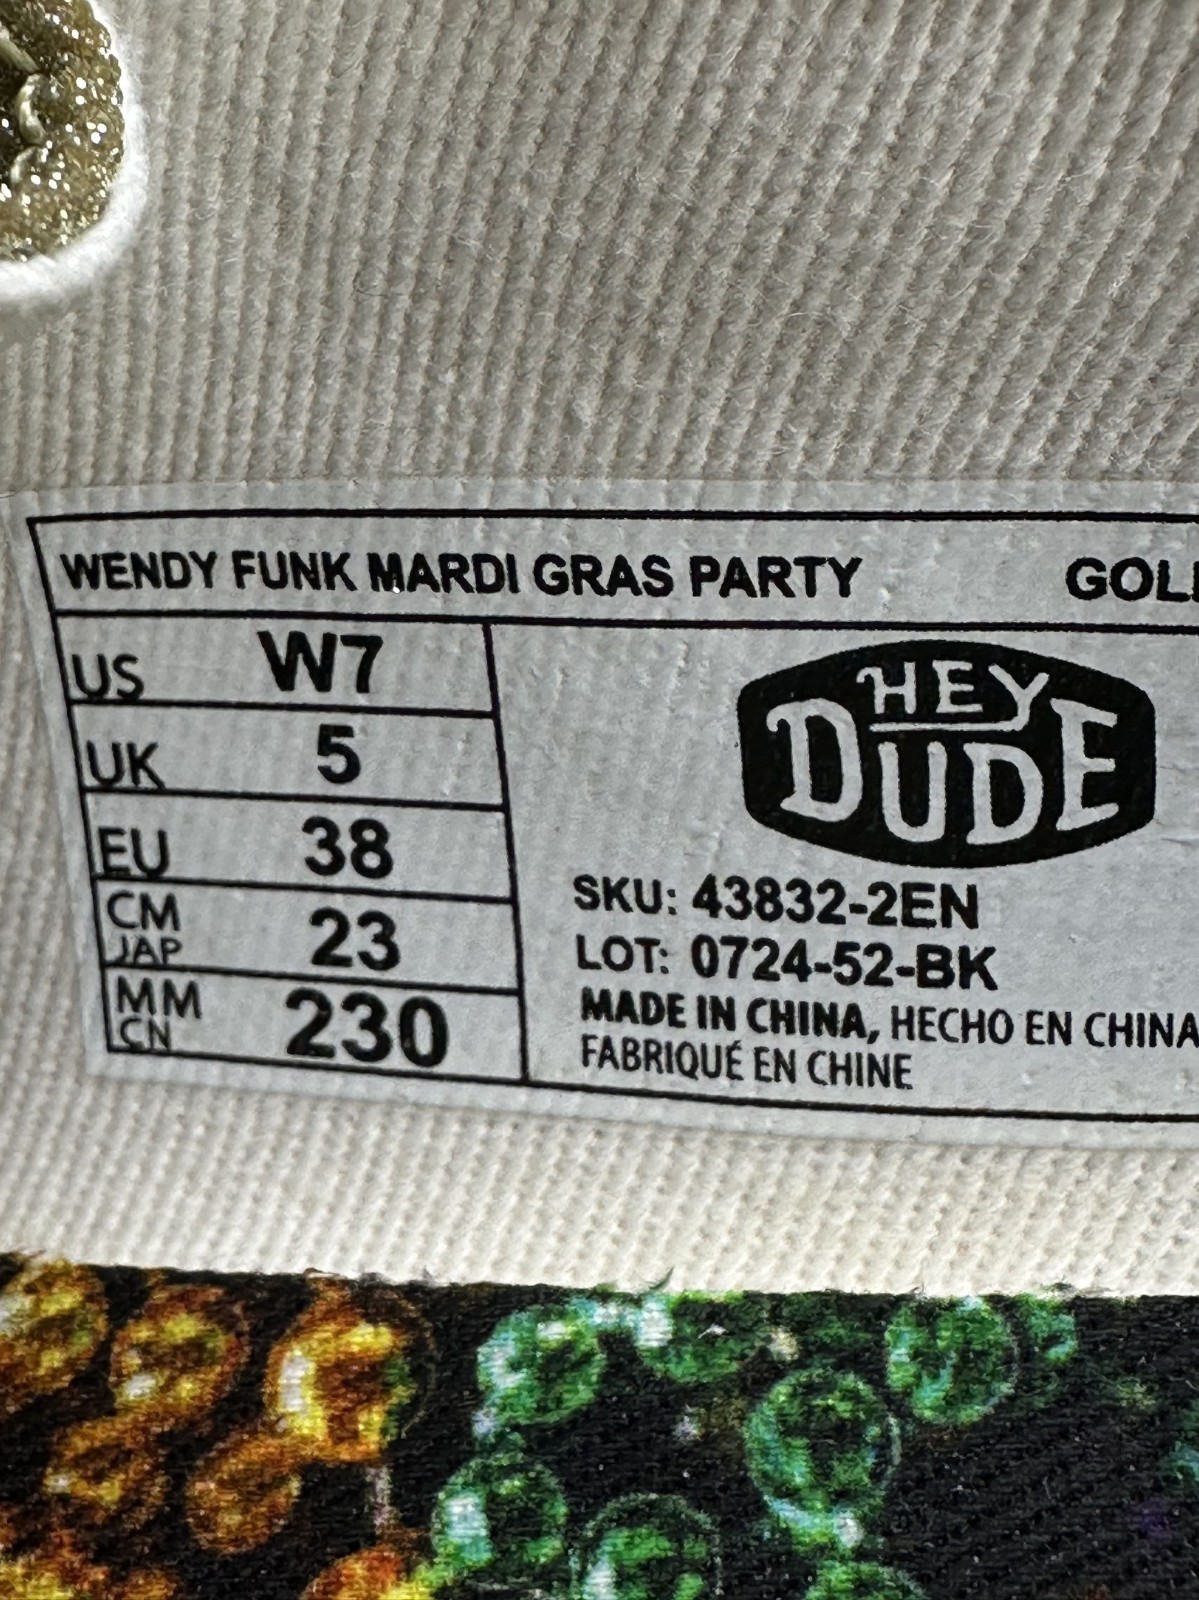 WENDY FUNK MARDI GRAS PARTY GOL
US W7
UK 5
EU 38
CM JAP 23
MM CN 230
HEY
DUDE
SKU: 43832-2EN
LOT: 0724-52-BK
MADE IN CHINA, HECHO EN CHINA
FABRIQUÉ EN CHINE